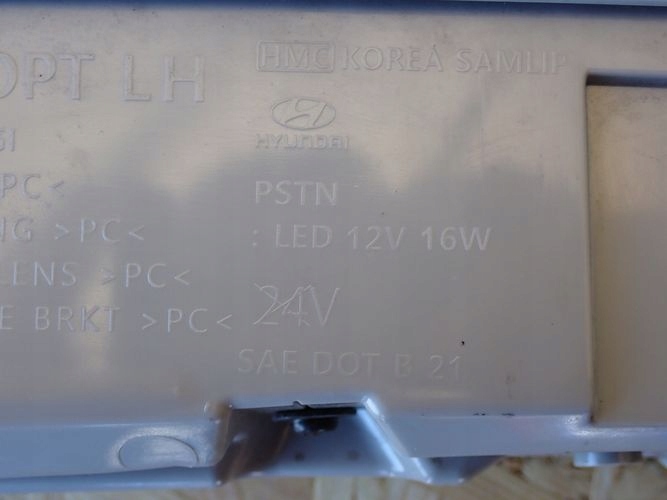 HMC KOREA SAMLIP
OPT LH
HYUNDAI
PC<
PSTN
>PC<
: LED 12V 16W
LENS >PC<
24V
E BRKT >PC<
SAE DOT B 21